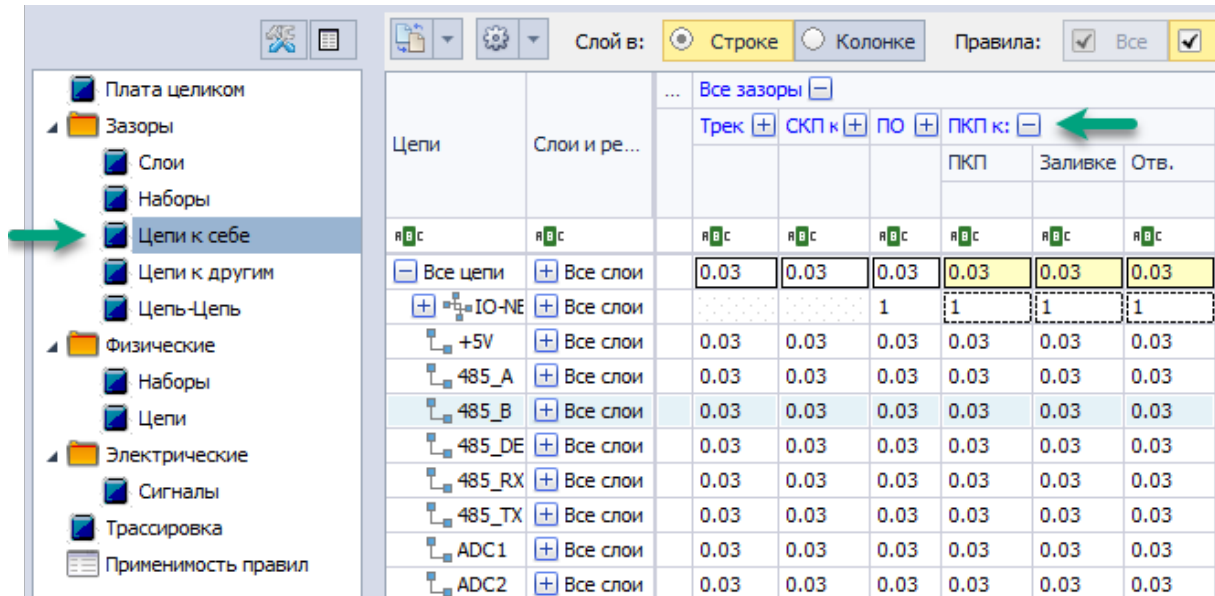 Слой в: Строке Колонке Правила: Все
Плата целиком
Зазоры
Слои
Наборы
Цепи к себе
Цепи к другим
Цепь-Цепь
Физические
Наборы
Цепи
Электрические
Сигналы
Трассировка
Применимость правил
... Все зазоры
Цепи Слои и ре... Трек СКП к ПО ПКП к:
ПКП Заливке Отв.
ABC ABC ABC ABC ABC ABC ABC ABC
Все цепи Все слои 0.03 0.03 0.03 0.03 0.03 0.03
IO-NE Все слои 1 1 1 1
+5V Все слои 0.03 0.03 0.03 0.03 0.03 0.03
485_A Все слои 0.03 0.03 0.03 0.03 0.03 0.03
485_B Все слои 0.03 0.03 0.03 0.03 0.03 0.03
485_DE Все слои 0.03 0.03 0.03 0.03 0.03 0.03
485_RX Все слои 0.03 0.03 0.03 0.03 0.03 0.03
485_TX Все слои 0.03 0.03 0.03 0.03 0.03 0.03
ADC1 Все слои 0.03 0.03 0.03 0.03 0.03 0.03
ADC2 Все слои 0.03 0.03 0.03 0.03 0.03 0.03